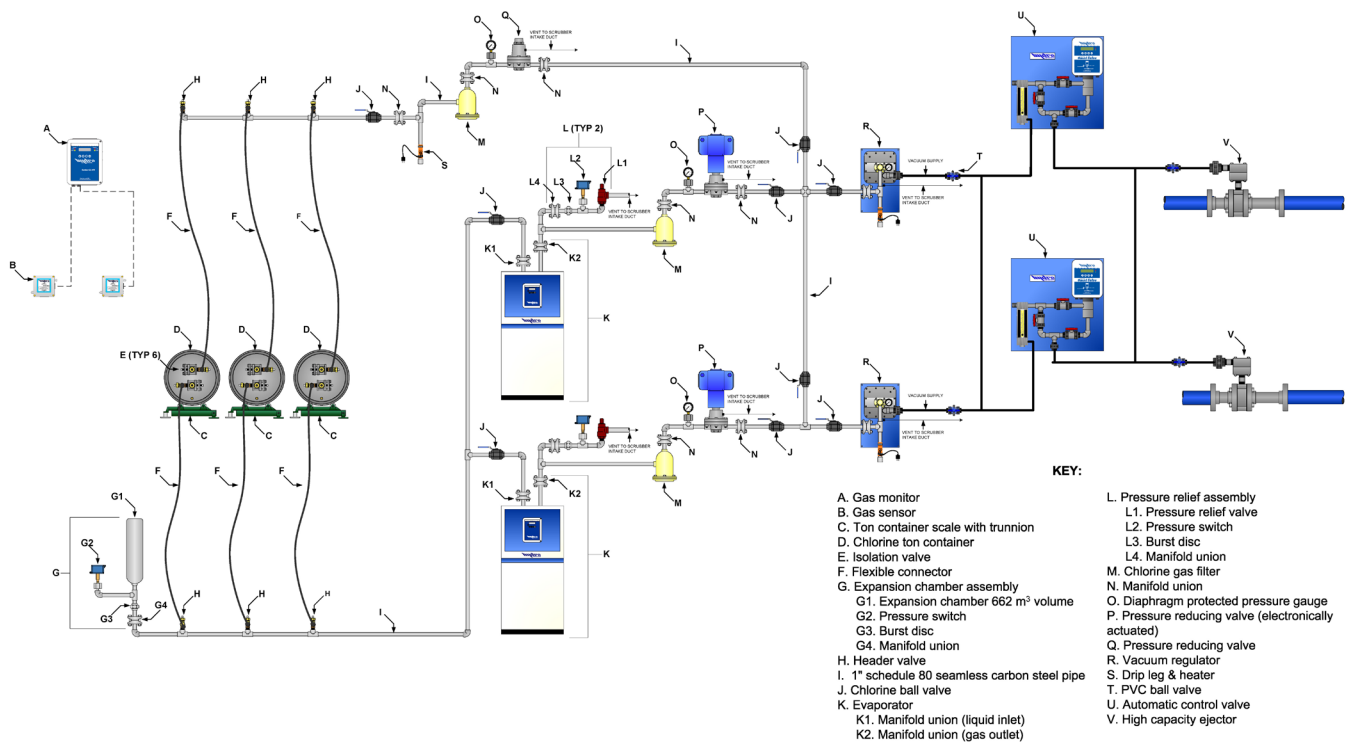 O
Q
VENT TO SCRUBBER
INTAKE DUCT
U
I
H
H
H
J
N
I
N
N
A
M
S
L (TYP 2)
L2
L1
L4
L3
P
O
VENT TO SCRUBBER
INTAKE DUCT
VENT TO SCRUBBER
INTAKE DUCT
J
J
R
VACUUM SUPPLY
T
VENT TO SCRUBBER
INTAKE DUCT
V
J
N
N
J
F
F
F
B
K1
K2
M
K
I
U
D
D
D
E (TYP 6)
C
C
C
P
O
VENT TO SCRUBBER
INTAKE DUCT
VENT TO SCRUBBER
INTAKE DUCT
J
J
R
VACUUM SUPPLY
VENT TO SCRUBBER
INTAKE DUCT
V
J
N
N
J
F
F
F
K1
K2
M
K
G1
G2
G
G3
G4
H
H
H
I
KEY:
A. Gas monitor
B. Gas sensor
C. Ton container scale with trunnion
D. Chlorine ton container
E. Isolation valve
F. Flexible connector
G. Expansion chamber assembly
G1. Expansion chamber 662 m³ volume
G2. Pressure switch
G3. Burst disc
G4. Manifold union
H. Header valve
I. 1" schedule 80 seamless carbon steel pipe
J. Chlorine ball valve
K. Evaporator
K1. Manifold union (liquid inlet)
K2. Manifold union (gas outlet)
L. Pressure relief assembly
L1. Pressure relief valve
L2. Pressure switch
L3. Burst disc
L4. Manifold union
M. Chlorine gas filter
N. Manifold union
O. Diaphragm protected pressure gauge
P. Pressure reducing valve (electronically
actuated)
Q. Pressure reducing valve
R. Vacuum regulator
S. Drip leg & heater
T. PVC ball valve
U. Automatic control valve
V. High capacity ejector